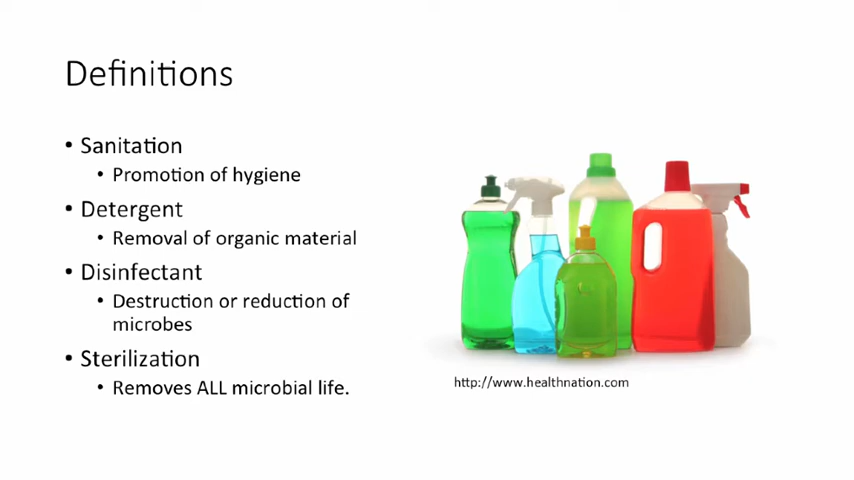 Definitions
• Sanitation
• Promotion of hygiene
• Detergent
• Removal of organic material
• Disinfectant
• Destruction or reduction of
microbes
• Sterilization
• Removes ALL microbial life.
http://www.healthnation.com